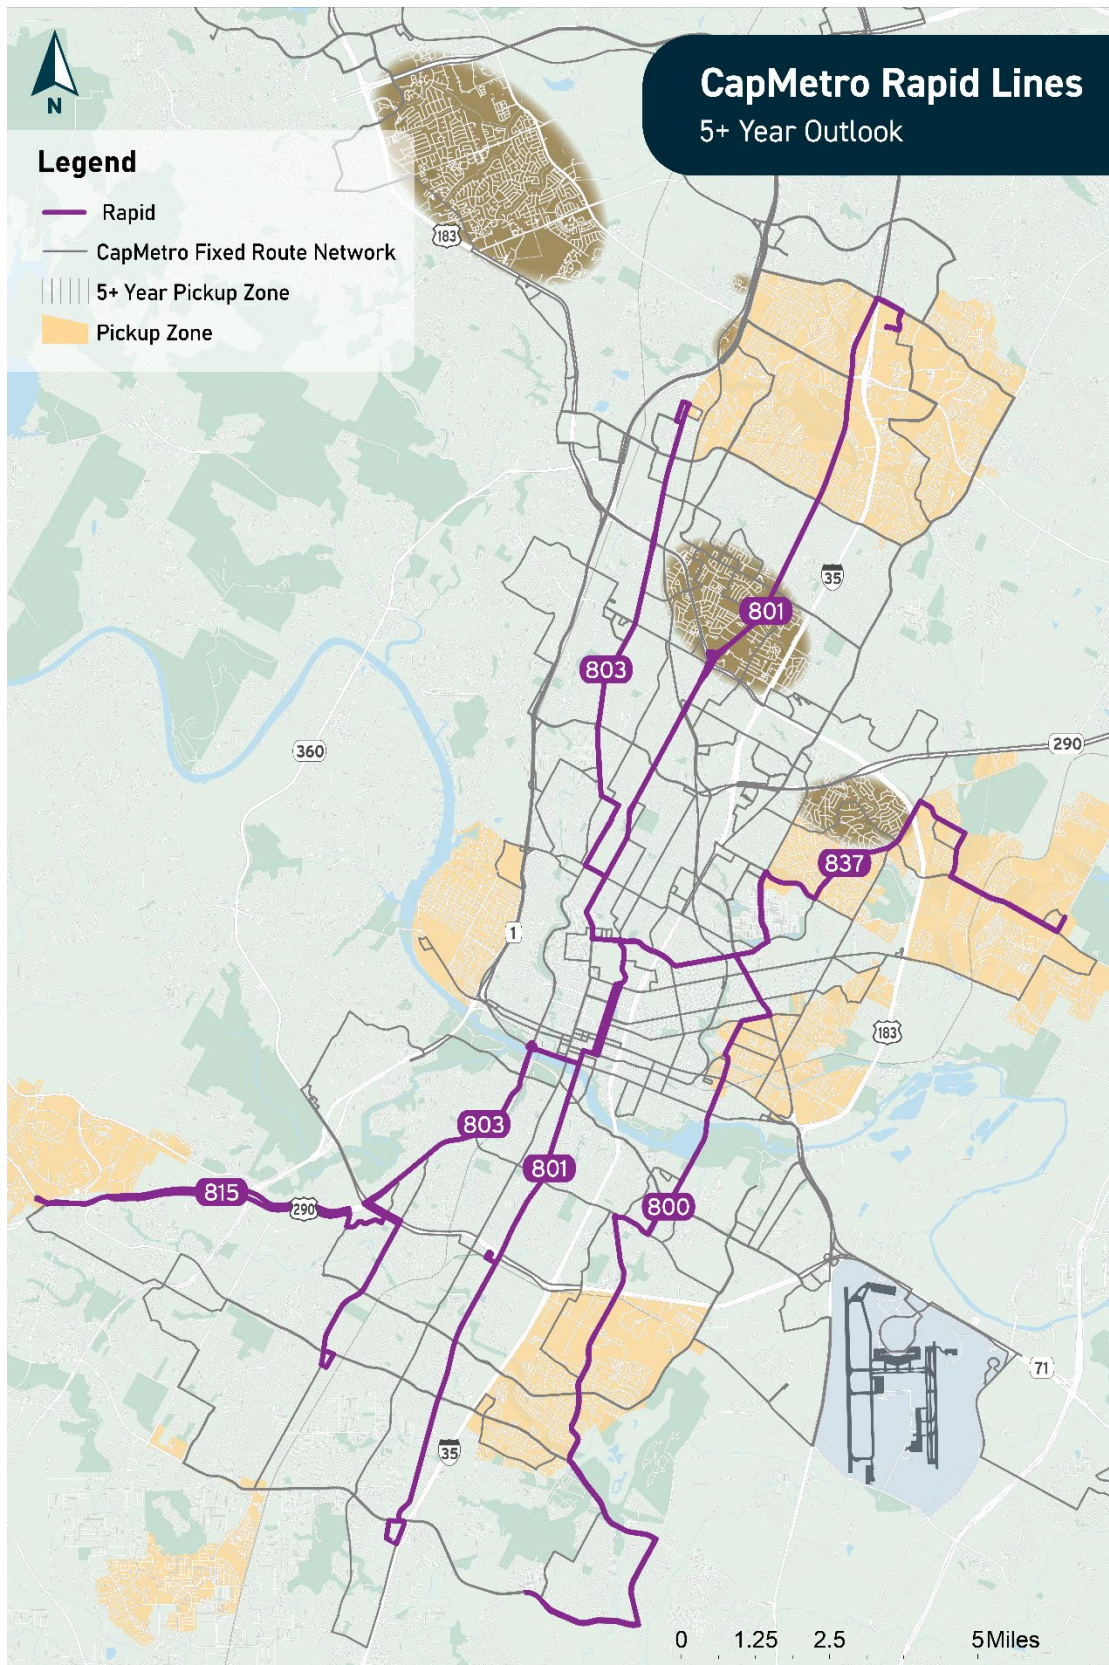 CapMetro Rapid Lines
5+ Year Outlook
N
Legend
Rapid
CapMetro Fixed Route Network
5+ Year Pickup Zone
Pickup Zone
183
35
801
803
360
290
837
1
183
803
801
815
290
800
71
35
0 1.25 2.5 5Miles